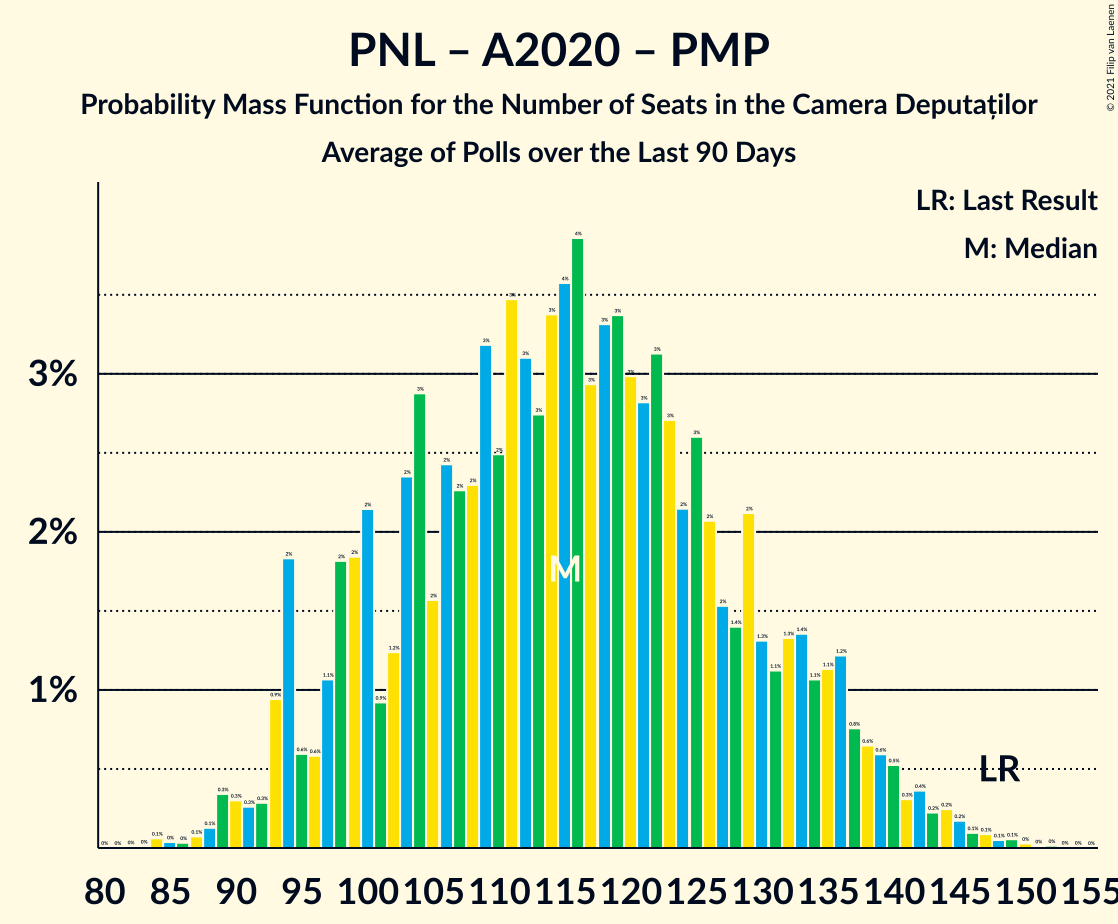 PNL – A2020 – PMP
Probability Mass Function for the Number of Seats in the Camera Deputaților
Average of Polls over the Last 90 Days
© 2021 Filip van Laenen
LR: Last Result
M: Median
3%
2%
1%
M
LR
80 85 90 95 100 105 110 115 120 125 130 135 140 145 150 155